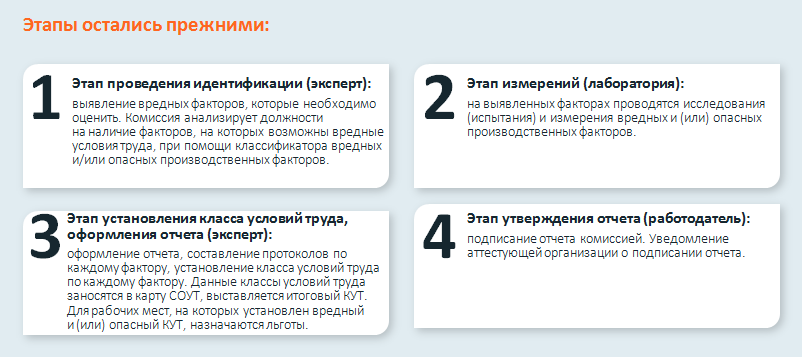 Этапы остались прежними:
1
Этап проведения идентификации (эксперт):
выявление вредных факторов, которые необходимо
оценить. Комиссия анализирует должности
на наличие факторов, на которых возможны вредные
условия труда, при помощи классификатора вредных
и/или опасных производственных факторов.
2
Этап измерений (лаборатория):
на выявленных факторах проводятся исследования
(испытания) и измерения вредных и (или) опасных
производственных факторов.
3
Этап установления класса условий труда,
оформления отчета (эксперт):
оформление отчета, составление протоколов по
каждому фактору, установление класса условий труда
по каждому фактору. Данные классы условий труда
заносятся в карту СОУТ, выставляется итоговый КУТ.
Для рабочих мест, на которых установлен вредный
и (или) опасный КУТ, назначаются льготы.
4
Этап утверждения отчета (работодатель):
подписание отчета комиссией. Уведомление
аттестующей организации о подписании отчета.